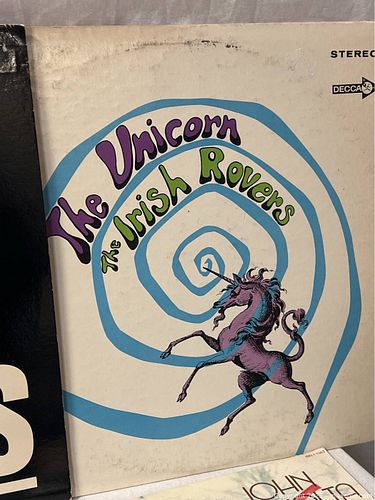 STEREO
DECCA
The Unicorn
The Irish Rovers
S
JOHN